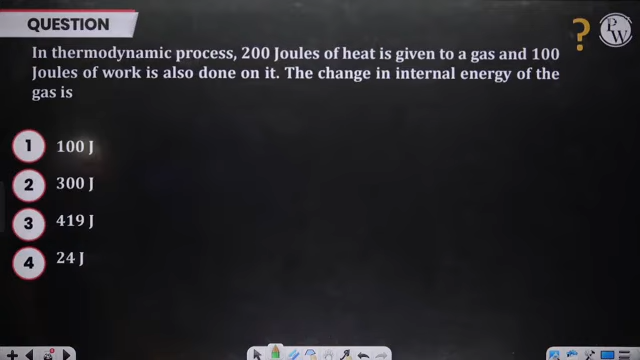 QUESTION
In thermodynamic process, 200 Joules of heat is given to a gas and 100
Joules of work is also done on it. The change in internal energy of the
gas is
1 100 J
2 300 J
3 419 J
4 24 J
?
PW